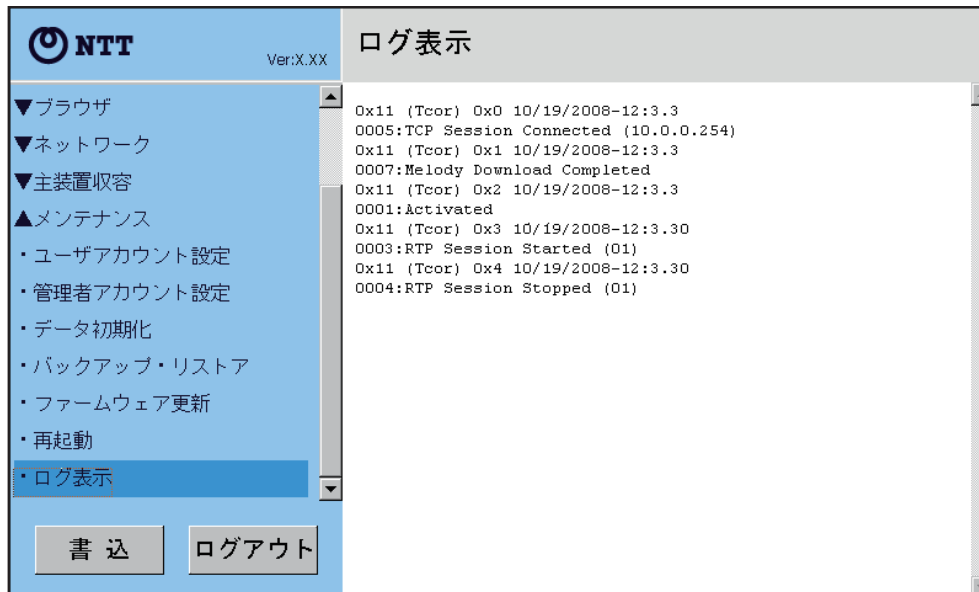 NTT
Ver:X.XX
ログ表示
▼ブラウザ
▼ネットワーク
▼主装置収容
▲メンテナンス
・ユーザアカウント設定
・管理者アカウント設定
・データ初期化
・バックアップ・リストア
・ファームウェア更新
・再起動
・ログ表示
書 込
ログアウト
0x11 (Tcor) 0x0 10/19/2008-12:3.3
0005:TCP Session Connected (10.0.0.254)
0x11 (Tcor) 0x1 10/19/2008-12:3.3
0007:Melody Download Completed
0x11 (Tcor) 0x2 10/19/2008-12:3.3
0001:Activated
0x11 (Tcor) 0x3 10/19/2008-12:3.30
0003:RTP Session Started (01)
0x11 (Tcor) 0x4 10/19/2008-12:3.30
0004:RTP Session Stopped (01)